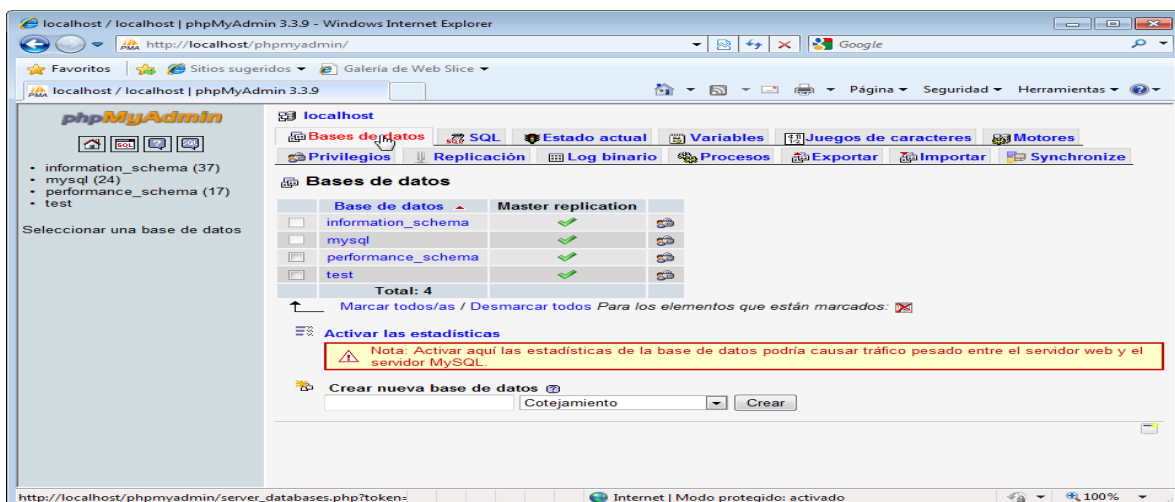 localhost / localhost | phpMyAdmin 3.3.9 - Windows Internet Explorer
http://localhost/phpmyadmin/ Google
Favoritos Sitios sugeridos Galería de Web Slice
localhost / localhost | phpMyAdmin 3.3.9 Página Seguridad Herramientas
phpMyAdmin
SQL
information_schema (37)
mysql (24)
performance_schema (17)
test
Seleccionar una base de datos
localhost
Bases de datos SQL Estado actual Variables Juegos de caracteres Motores
Privilegios Replicación Log binario Procesos Exportar Importar Synchronize
Bases de datos
Base de datos Master replication
information_schema
mysql
performance_schema
test
Total: 4
Marcar todos/as / Desmarcar todos Para los elementos que están marcados:
Activar las estadísticas
Nota: Activar aquí las estadísticas de la base de datos podría causar tráfico pesado entre el servidor web y el
servidor MySQL.
Crear nueva base de datos
Cotejamiento Crear
http://localhost/phpmyadmin/server_databases.php?token= Internet | Modo protegido: activado 100%